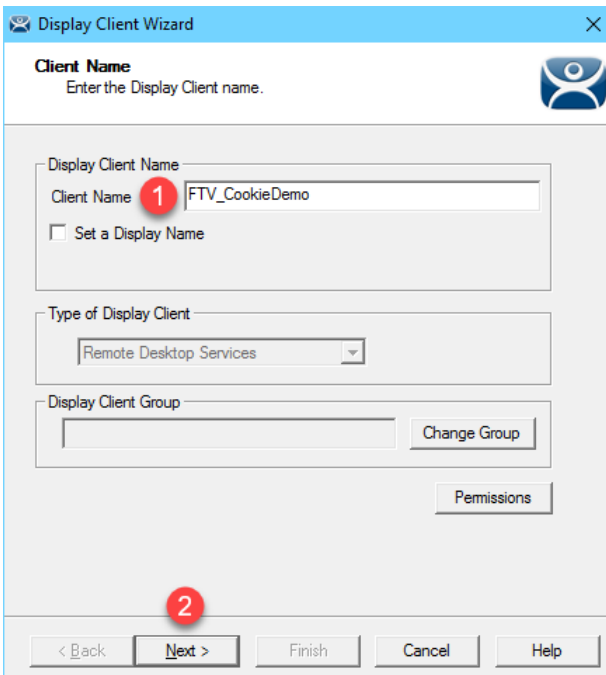 Display Client Wizard
Client Name
Enter the Display Client name.
Display Client Name
Client Name 1 FTV_CookieDemo
Set a Display Name
Type of Display Client
Remote Desktop Services
Display Client Group
Change Group
Permissions
2
< Back Next > Finish Cancel Help